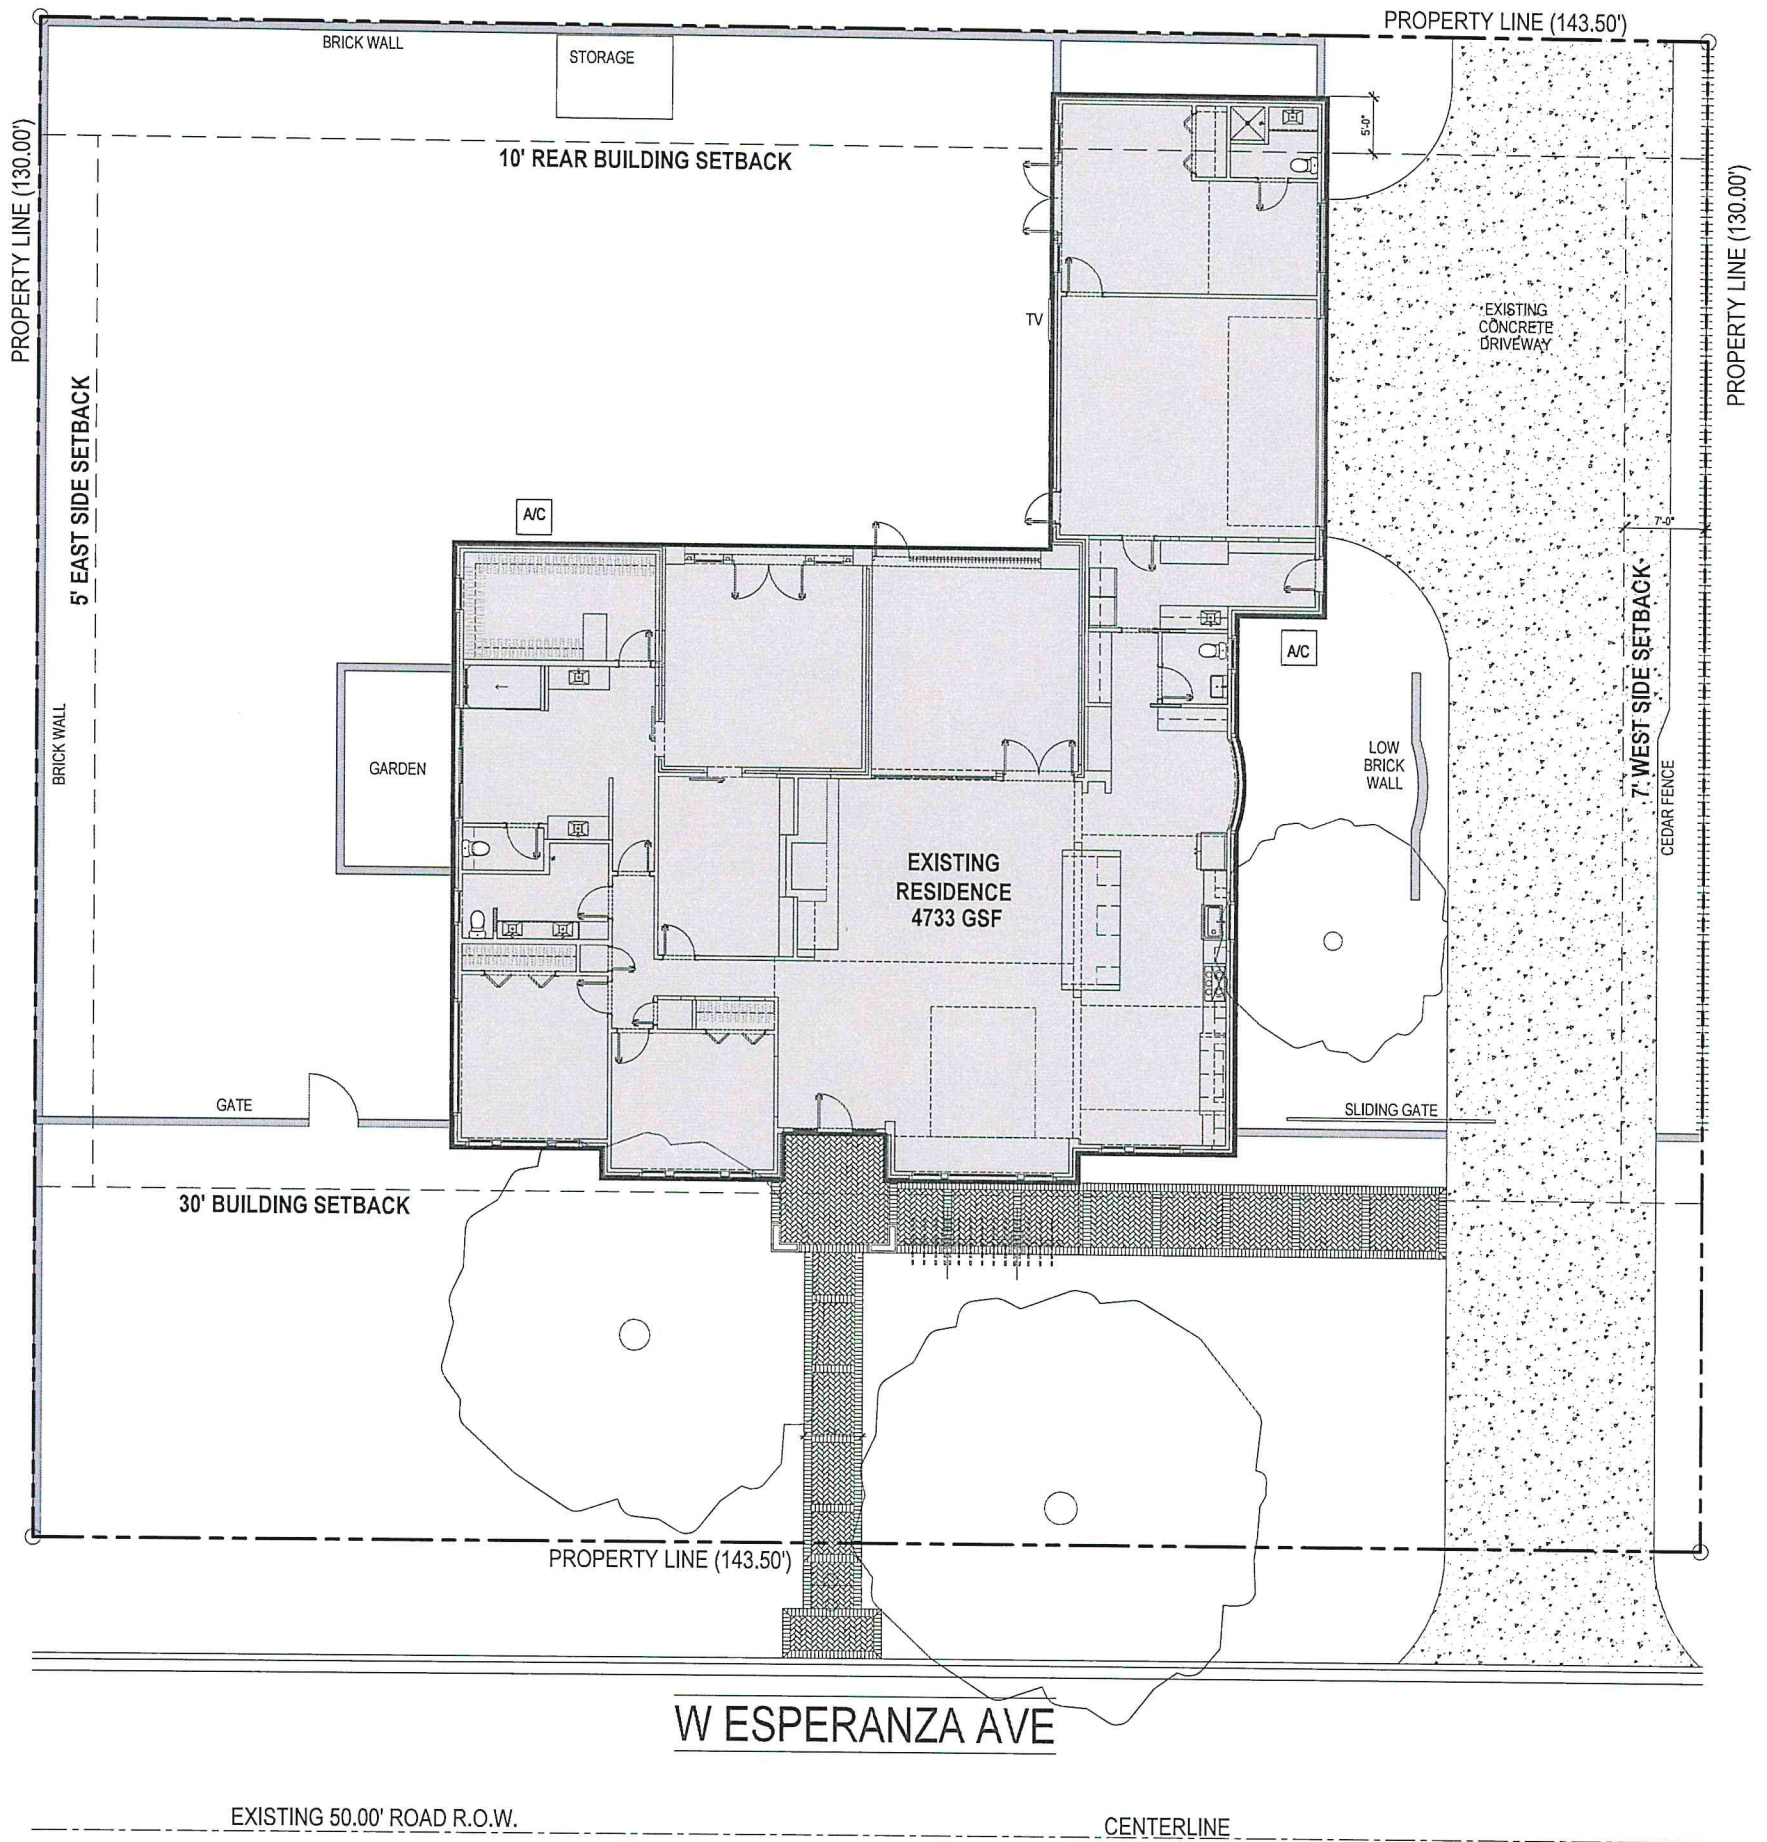 PROPERTY LINE (143.50')
BRICK WALL
STORAGE
5'-0"
10' REAR BUILDING SETBACK
PROPERTY LINE (130.00')
PROPERTY LINE (130.00')
TV
EXISTING
CONCRETE
DRIVEWAY
5' EAST SIDE SETBACK
A/C
7'-0"
A/C
7' WEST SIDE SETBACK
BRICK WALL
GARDEN
LOW
BRICK
WALL
CEDAR FENCE
EXISTING
RESIDENCE
4733 GSF
GATE
SLIDING GATE
30' BUILDING SETBACK
PROPERTY LINE (143.50')
W ESPERANZA AVE
EXISTING 50.00' ROAD R.O.W.
CENTERLINE